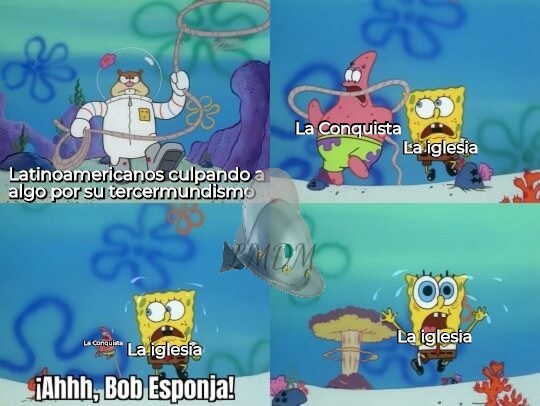 Latinoamericanos culpando a
algo por su tercermundismo
La Conquista
La iglesia
La Conquista
La iglesia
¡Ahhh, Bob Esponja!
La iglesia